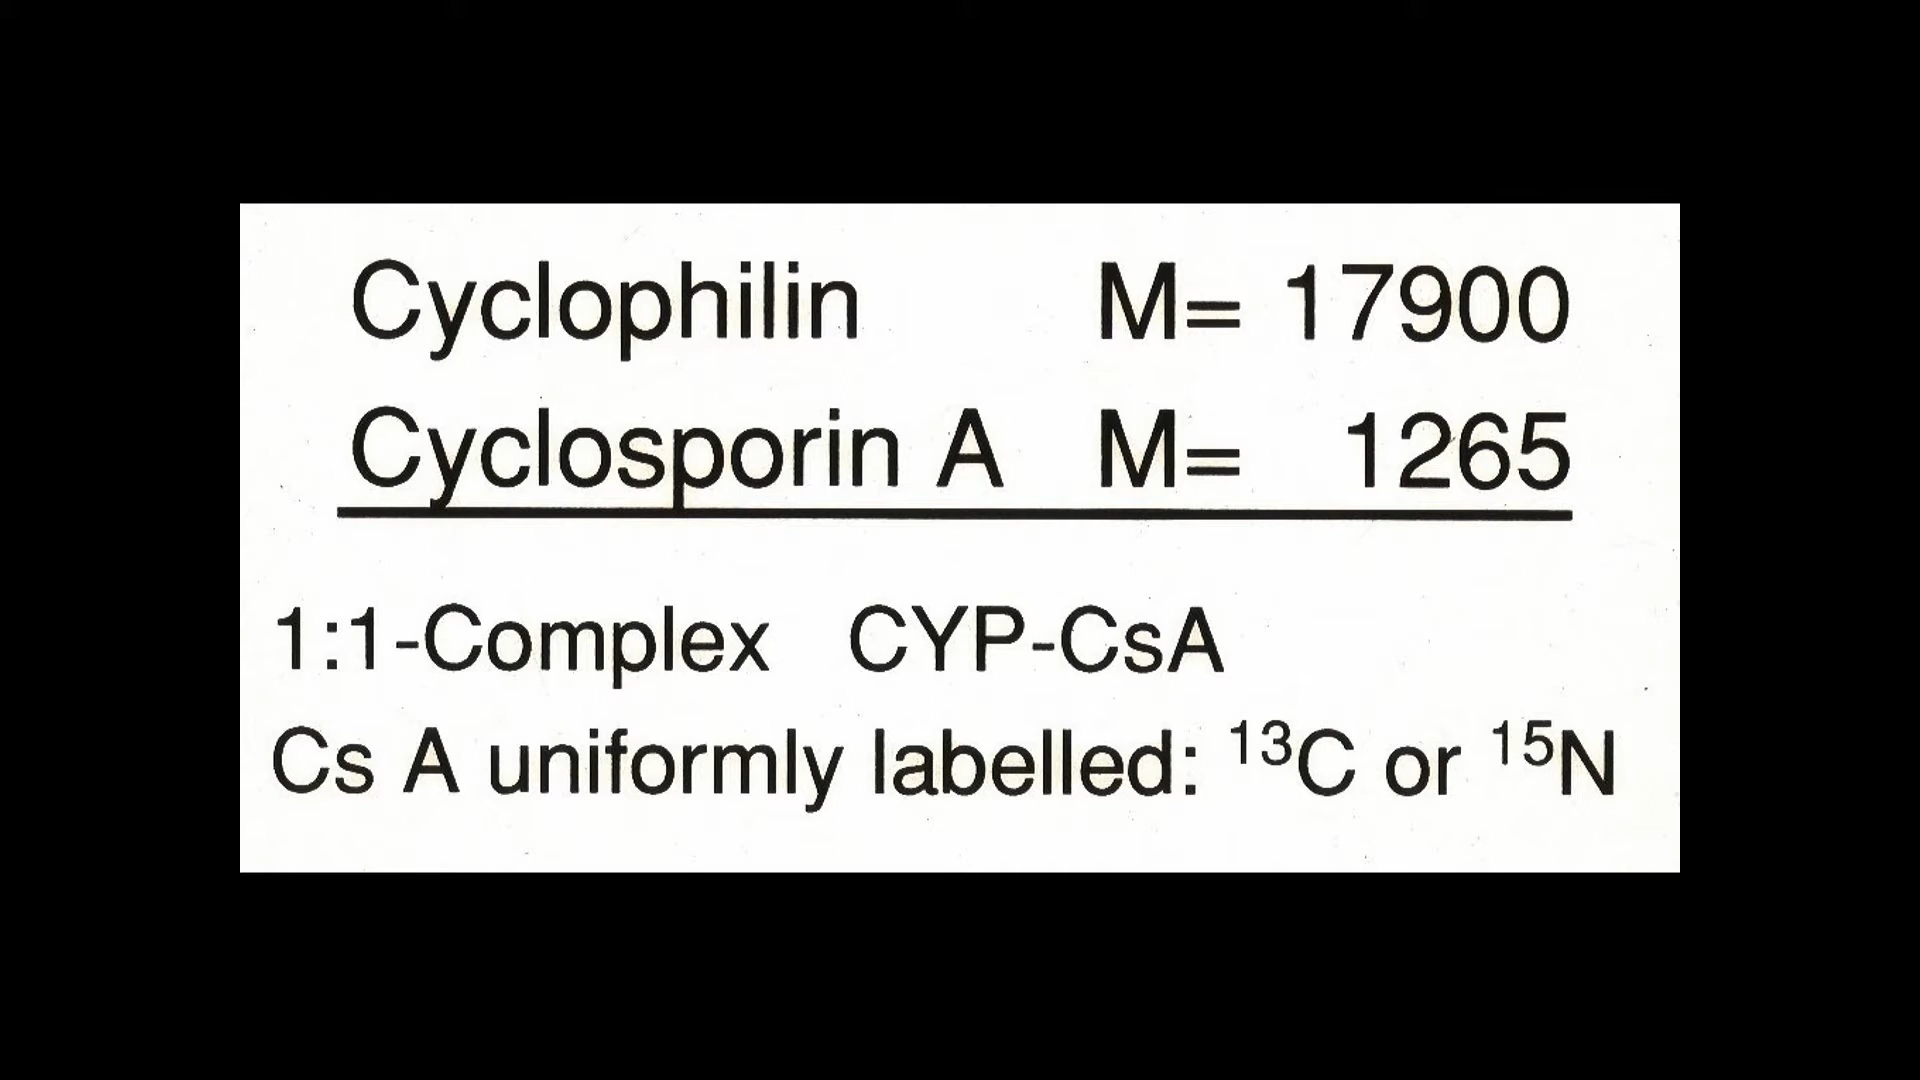 Cyclophilin M= 17900
Cyclosporin A M= 1265
1:1-Complex CYP-CsA
Cs A uniformly labelled: ¹³C or ¹⁵N